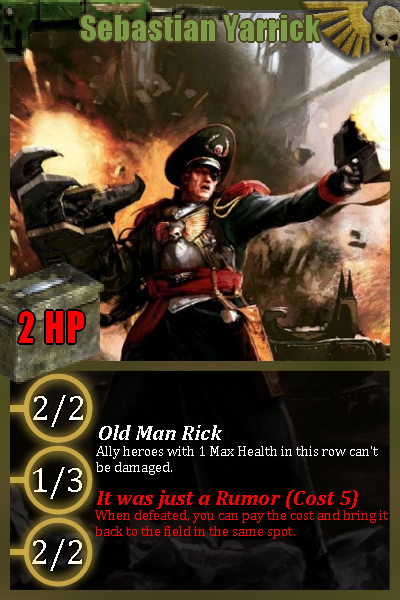 Sebastian Yarrick
2 HP
2/2
Old Man Rick
Ally heroes with 1 Max Health in this row can't
be damaged.
1/3
It was just a Rumor (Cost 5)
When defeated, you can pay the cost and bring it
back to the field in the same spot.
2/2